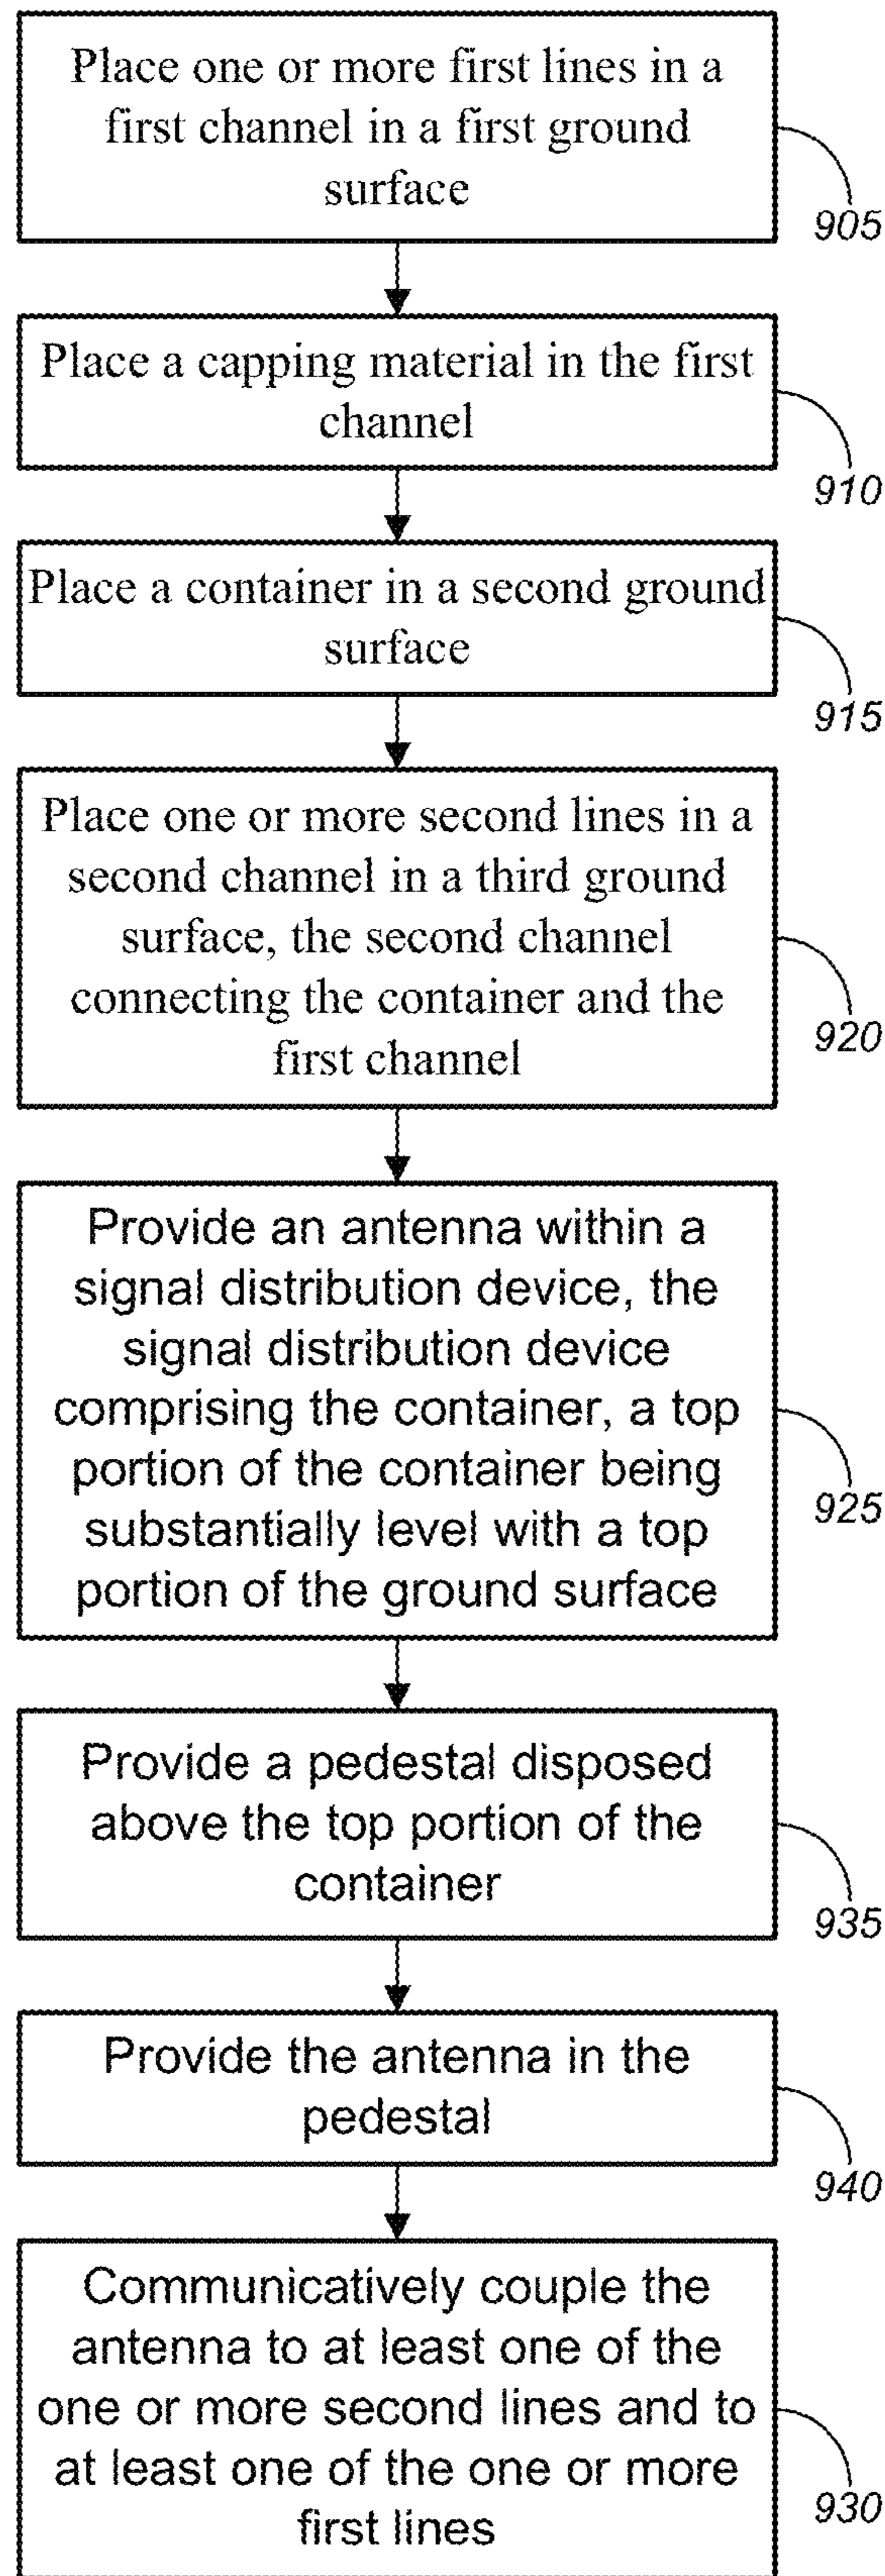 Place one or more first lines in a
first channel in a first ground
surface
905
Place a capping material in the first
channel
910
Place a container in a second ground
surface
915
Place one or more second lines in a
second channel in a third ground
surface, the second channel
connecting the container and the
first channel
920
Provide an antenna within a
signal distribution device, the
signal distribution device
comprising the container, a top
portion of the container being
substantially level with a top
portion of the ground surface
925
Provide a pedestal disposed
above the top portion of the
container
935
Provide the antenna in the
pedestal
940
Communicatively couple the
antenna to at least one of the
one or more second lines and to
at least one of the one or more
first lines
930